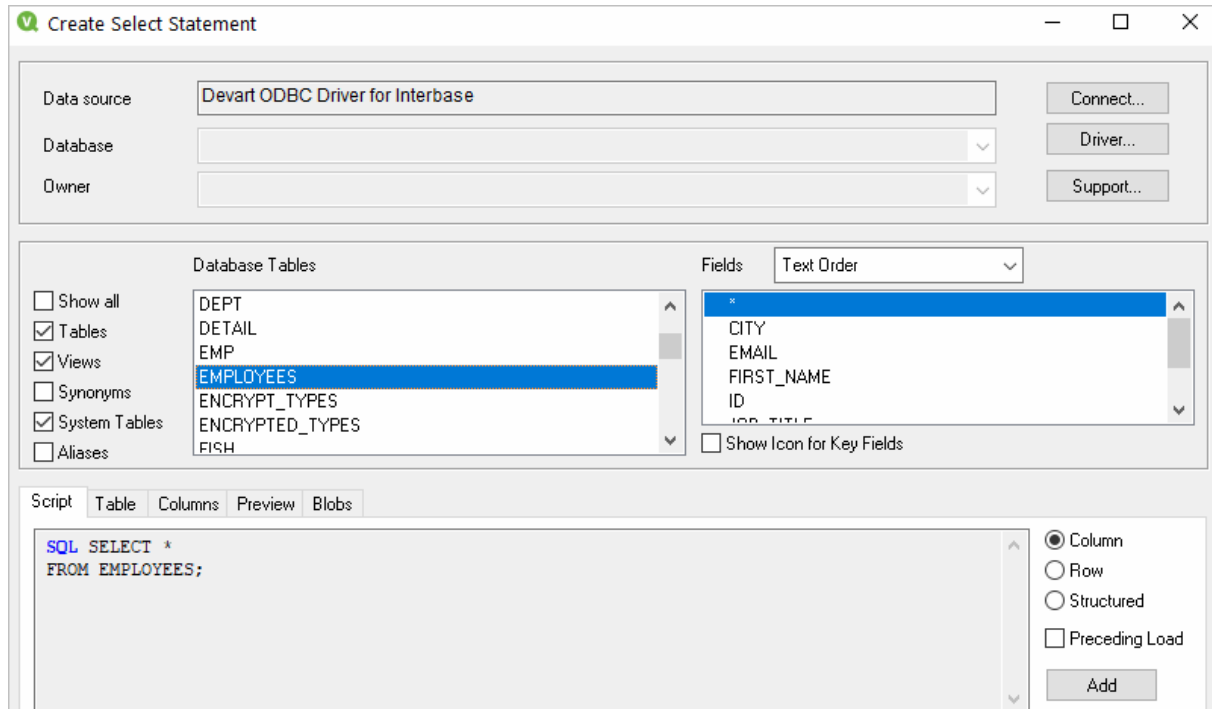 Create Select Statement
Data source
Devart ODBC Driver for Interbase
Connect...
Database
Driver...
Owner
Support...
Database Tables
Fields
Text Order
Show all
Tables
Views
Synonyms
System Tables
Aliases
DEPT
DETAIL
EMP
EMPLOYEES
ENCRYPT_TYPES
ENCRYPTED_TYPES
FISH
*
CITY
EMAIL
FIRST_NAME
ID
JOB_TITLE
Show Icon for Key Fields
Script
Table
Columns
Preview
Blobs
SQL SELECT *
FROM EMPLOYEES;
Column
Row
Structured
Preceding Load
Add